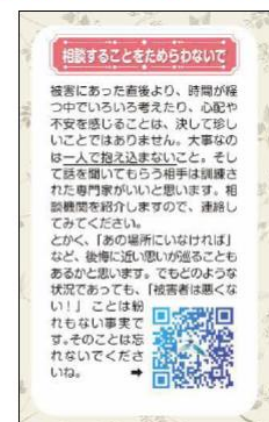 相談することをためらわないで
被害にあった直後より、時間が経
つ中でいろいろ考えたり、心配や
不安を感じることは、決して珍し
いことではありません。大事なの
は一人で抱え込まないこと。そし
て話を聞いてもらう相手は訓練さ
れた専門家がいいと思います。相
談機関を紹介しますので、連絡し
てみてください。
とかく、「あの場所にいなければ」
など、後悔に近い思いが巡ることも
あるかと思います。でもどのような
状況であっても、「被害者は悪くな
い!」ことは紛
れもない事実で
す。そのことは忘
れないでくださ
いね。 ➡